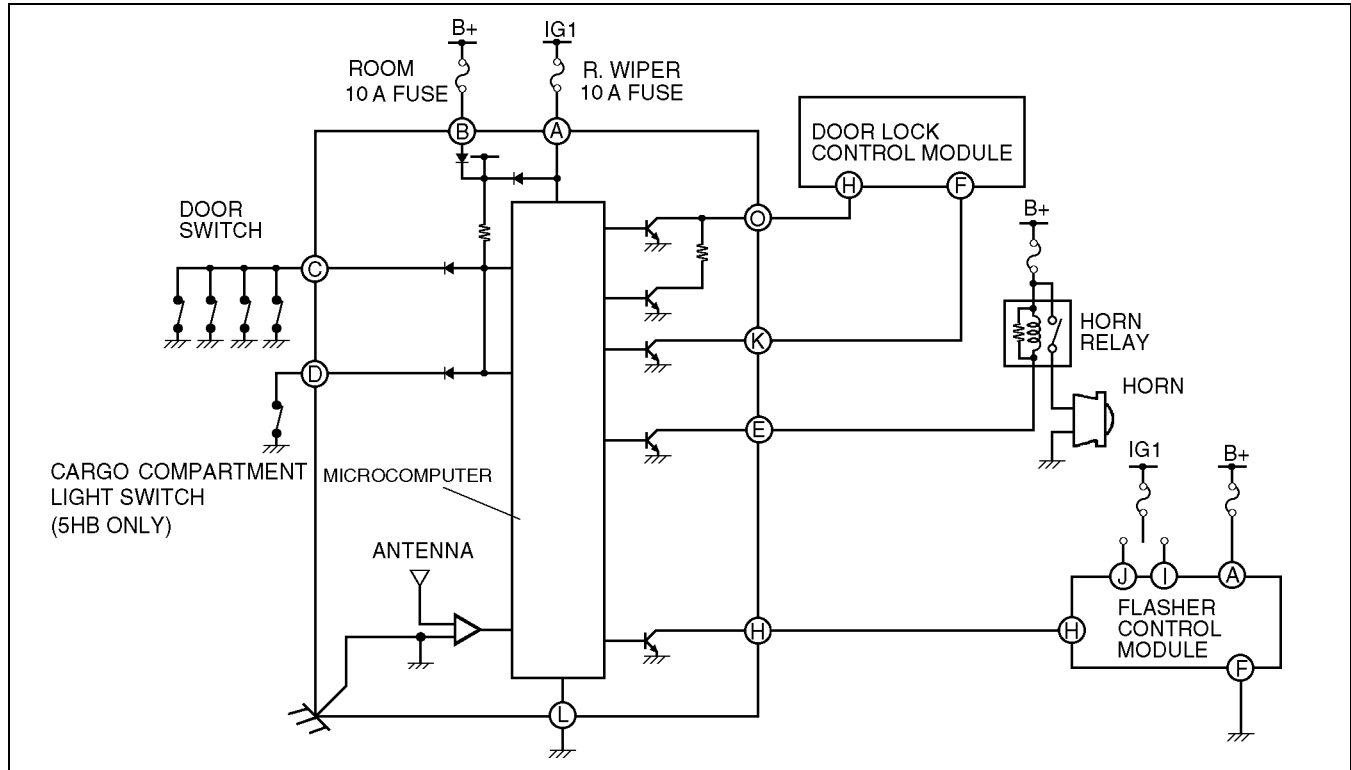 B+
IG1
ROOM
10 A FUSE
R. WIPER
10 A FUSE
B
A
DOOR LOCK
CONTROL MODULE
H
F
DOOR
SWITCH
C
O
B+
HORN
RELAY
K
D
HORN
E
CARGO COMPARTMENT
LIGHT SWITCH
(5HB ONLY)
MICROCOMPUTER
IG1
B+
ANTENNA
J
I
A
FLASHER
CONTROL
MODULE
H
H
F
L